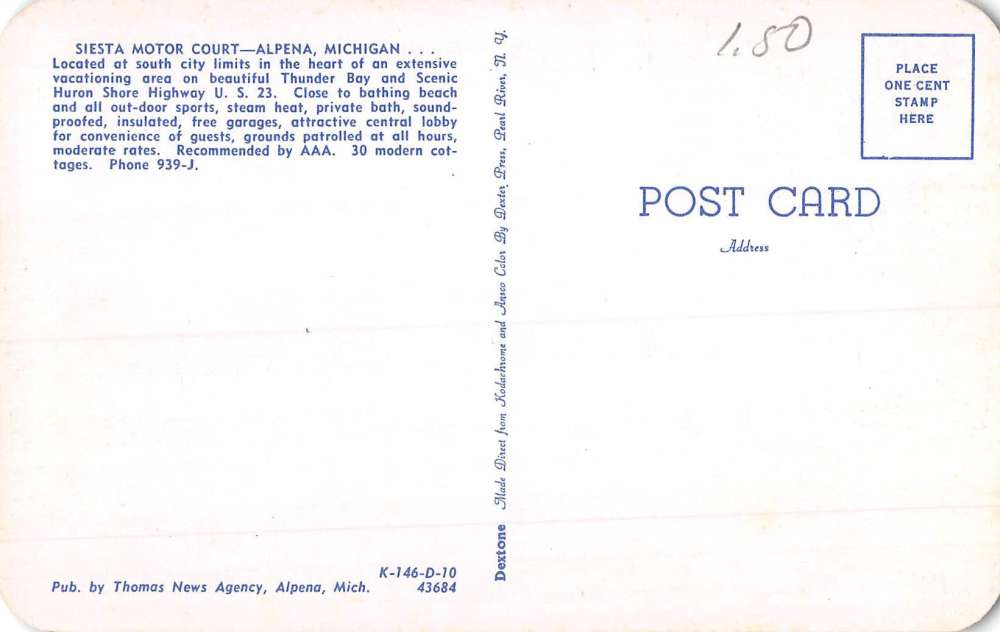 SIESTA MOTOR COURT—ALPENA, MICHIGAN . . .
Located at south city limits in the heart of an extensive
vacationing area on beautiful Thunder Bay and Scenic
Huron Shore Highway U. S. 23. Close to bathing beach
and all out-door sports, steam heat, private bath, sound-
proofed, insulated, free garages, attractive central lobby
for convenience of guests, grounds patrolled at all hours,
moderate rates. Recommended by AAA. 30 modern cot-
tages. Phone 939-J.
K-146-D-10
Pub. by Thomas News Agency, Alpena, Mich. 43684
Dextone Made Direct from Kodachrome and Ansco Color By Dexter Press, Pearl River, N. Y.
1.50
PLACE
ONE CENT
STAMP
HERE
POST CARD
Address